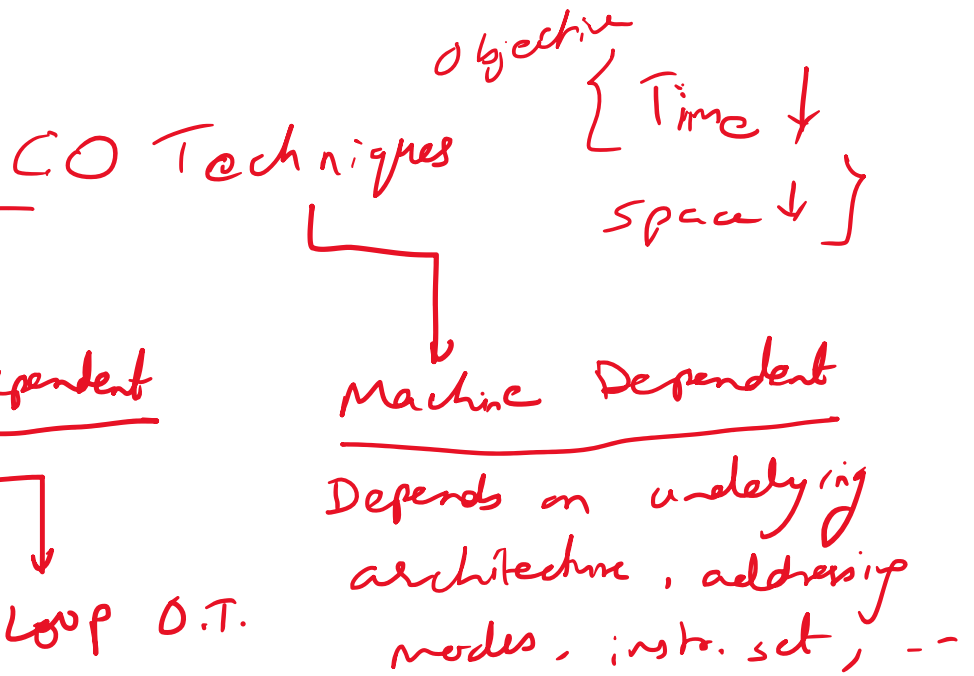 Objective
{ Time ↓
CO Techniques
space ↓ }
pendent
Machine Dependent
Depends on underlying
architecture, addressing
Loop O.T.
modes, instr. set, --